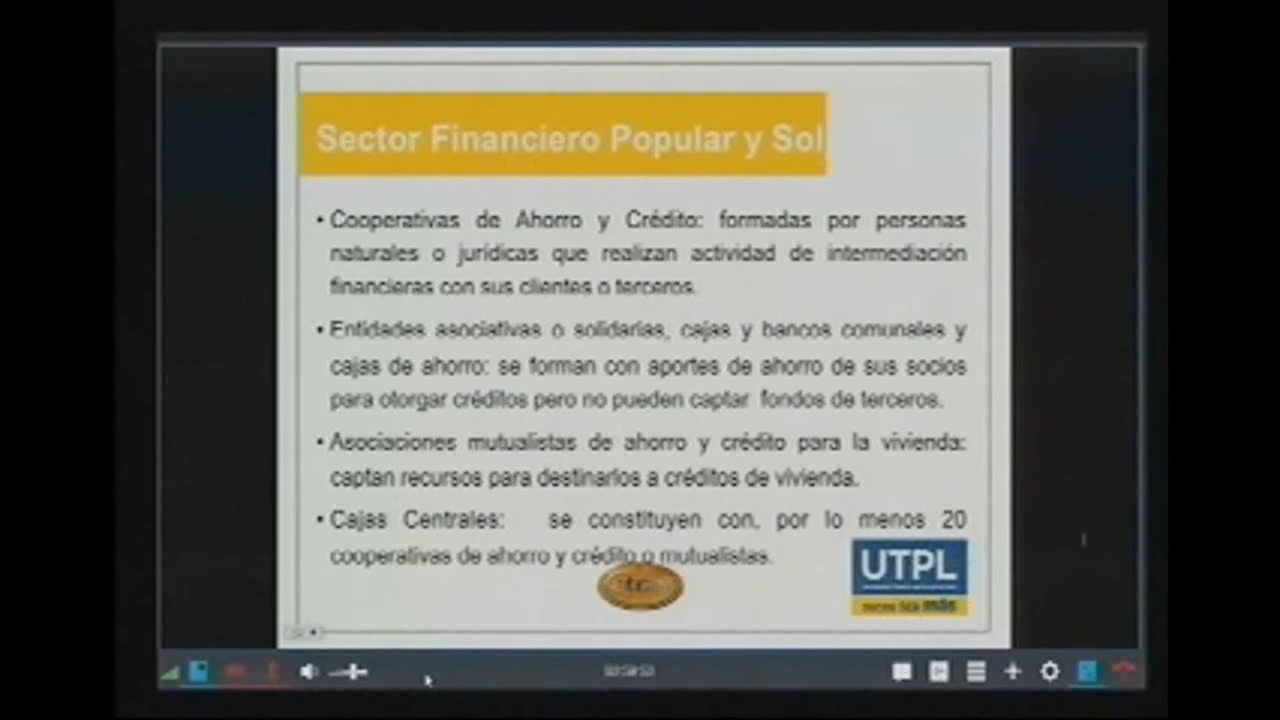 Sector Financiero Popular y Sol
• Cooperativas de Ahorro y Crédito: formadas por personas
naturales o jurídicas que realizan actividad de intermediación
financieras con sus clientes o terceros.
• Entidades asociativas o solidarias, cajas y bancos comunales y
cajas de ahorro: se forman con aportes de ahorro de sus socios
para otorgar créditos pero no pueden captar fondos de terceros.
• Asociaciones mutualistas de ahorro y crédito para la vivienda:
captan recursos para destinarlos a créditos de vivienda.
• Cajas Centrales: se constituyen con, por lo menos 20
cooperativas de ahorro y crédito o mutualistas.
UTPL
más